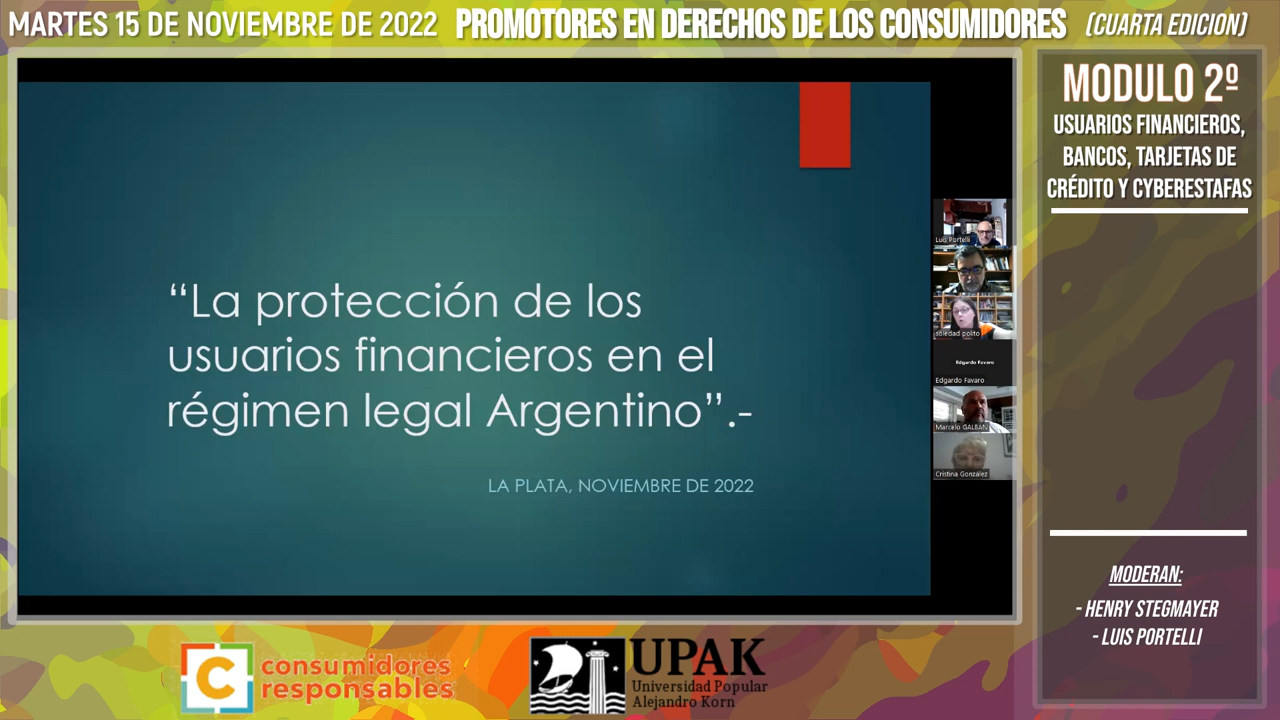 MARTES 15 DE NOVIEMBRE DE 2022 PROMOTORES EN DERECHOS DE LOS CONSUMIDORES (CUARTA EDICION)
“La protección de los
usuarios financieros en el
régimen legal Argentino”.-
LA PLATA, NOVIEMBRE DE 2022
Luis Portelli
soledad polito
Edgardo Favaro
Edgardo Favaro
Marcelo GALBAN
Cristina Gonzalez
MODULO 2º
USUARIOS FINANCIEROS,
BANCOS, TARJETAS DE
CRÉDITO Y CYBERESTAFAS
MODERAN:
- HENRY STEGMAYER
- LUIS PORTELLI
C consumidores
responsables
UPAK
Universidad Popular
Alejandro Korn